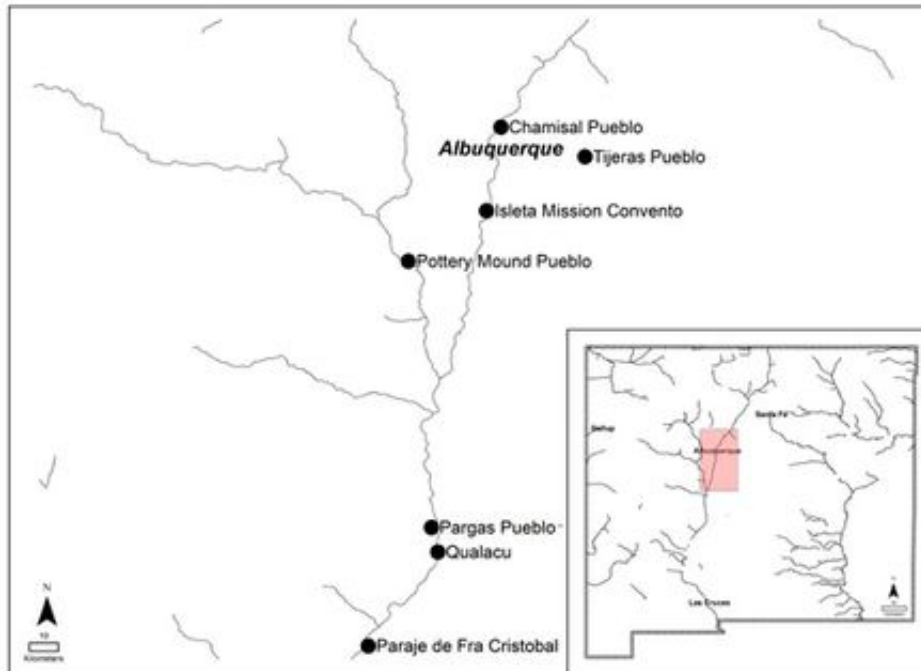 Chamisal Pueblo
Albuquerque
Tijeras Pueblo
Isleta Mission Convento
Pottery Mound Pueblo
Pargas Pueblo
Qualacu
Paraje de Fra Cristobal
N
10
Kilometers
Santa Fe
Gallup
Albuquerque
Las Cruces
N